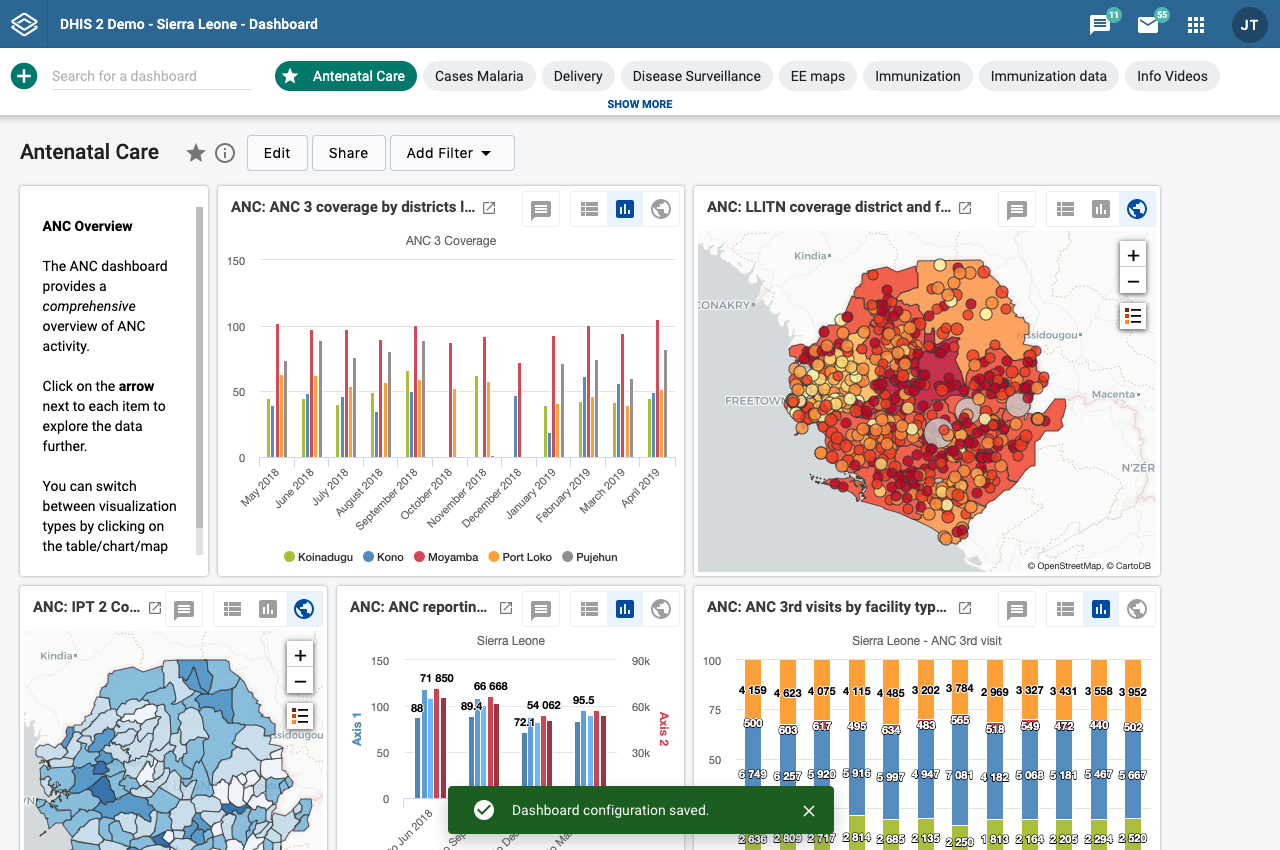 DHIS 2 Demo - Sierra Leone - Dashboard
11
55
JT
Search for a dashboard
Antenatal Care
Cases Malaria
Delivery
Disease Surveillance
EE maps
Immunization
Immunization data
Info Videos
SHOW MORE
Antenatal Care
Edit
Share
Add Filter
ANC Overview
The ANC dashboard
provides a
comprehensive
overview of ANC
activity.
Click on the arrow
next to each item to
explore the data
further.
You can switch
between visualization
types by clicking on
the table/chart/map
ANC: ANC 3 coverage by districts l...
ANC 3 Coverage
150
100
50
0
May 2018
June 2018
July 2018
August 2018
September 2018
October 2018
November 2018
December 2018
January 2019
February 2019
March 2019
April 2019
Koinadugu
Kono
Moyamba
Port Loko
Pujehun
ANC: LLITN coverage district and f...
Kindia
CONAKRY
Kissidougou
FREETOWN
Macenta
N'ZÉR
+
−
© OpenStreetMap, © CartoDB
ANC: IPT 2 Co...
Kindia
ssidougou
+
−
ANC: ANC reportin...
Sierra Leone
150
100
50
0
Axis 1
90k
60k
30k
Axis 2
71 850
88
66 668
89.4
54 062
72.1
95.5
ANC: ANC 3rd visits by facility typ...
Sierra Leone - ANC 3rd visit
100
75
50
4 159
4 623
4 075
4 115
4 485
3 202
3 784
2 969
3 327
3 431
3 558
3 952
500
603
617
495
634
483
565
518
549
472
440
502
6 749
6 257
5 920
5 916
5 997
4 947
7 081
4 182
5 068
5 181
5 467
5 667
2 636
2 809
2 717
2 814
2 685
2 135
2 250
1 813
2 164
2 205
2 294
2 520
Dashboard configuration saved.